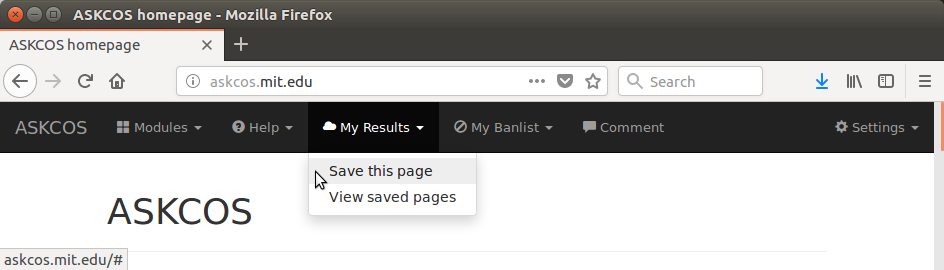 ASKCOS homepage - Mozilla Firefox
ASKCOS homepage
askcos.mit.edu
Search
ASKCOS Modules Help My Results My Banlist Comment Settings
Save this page
View saved pages
ASKCOS
askcos.mit.edu/#